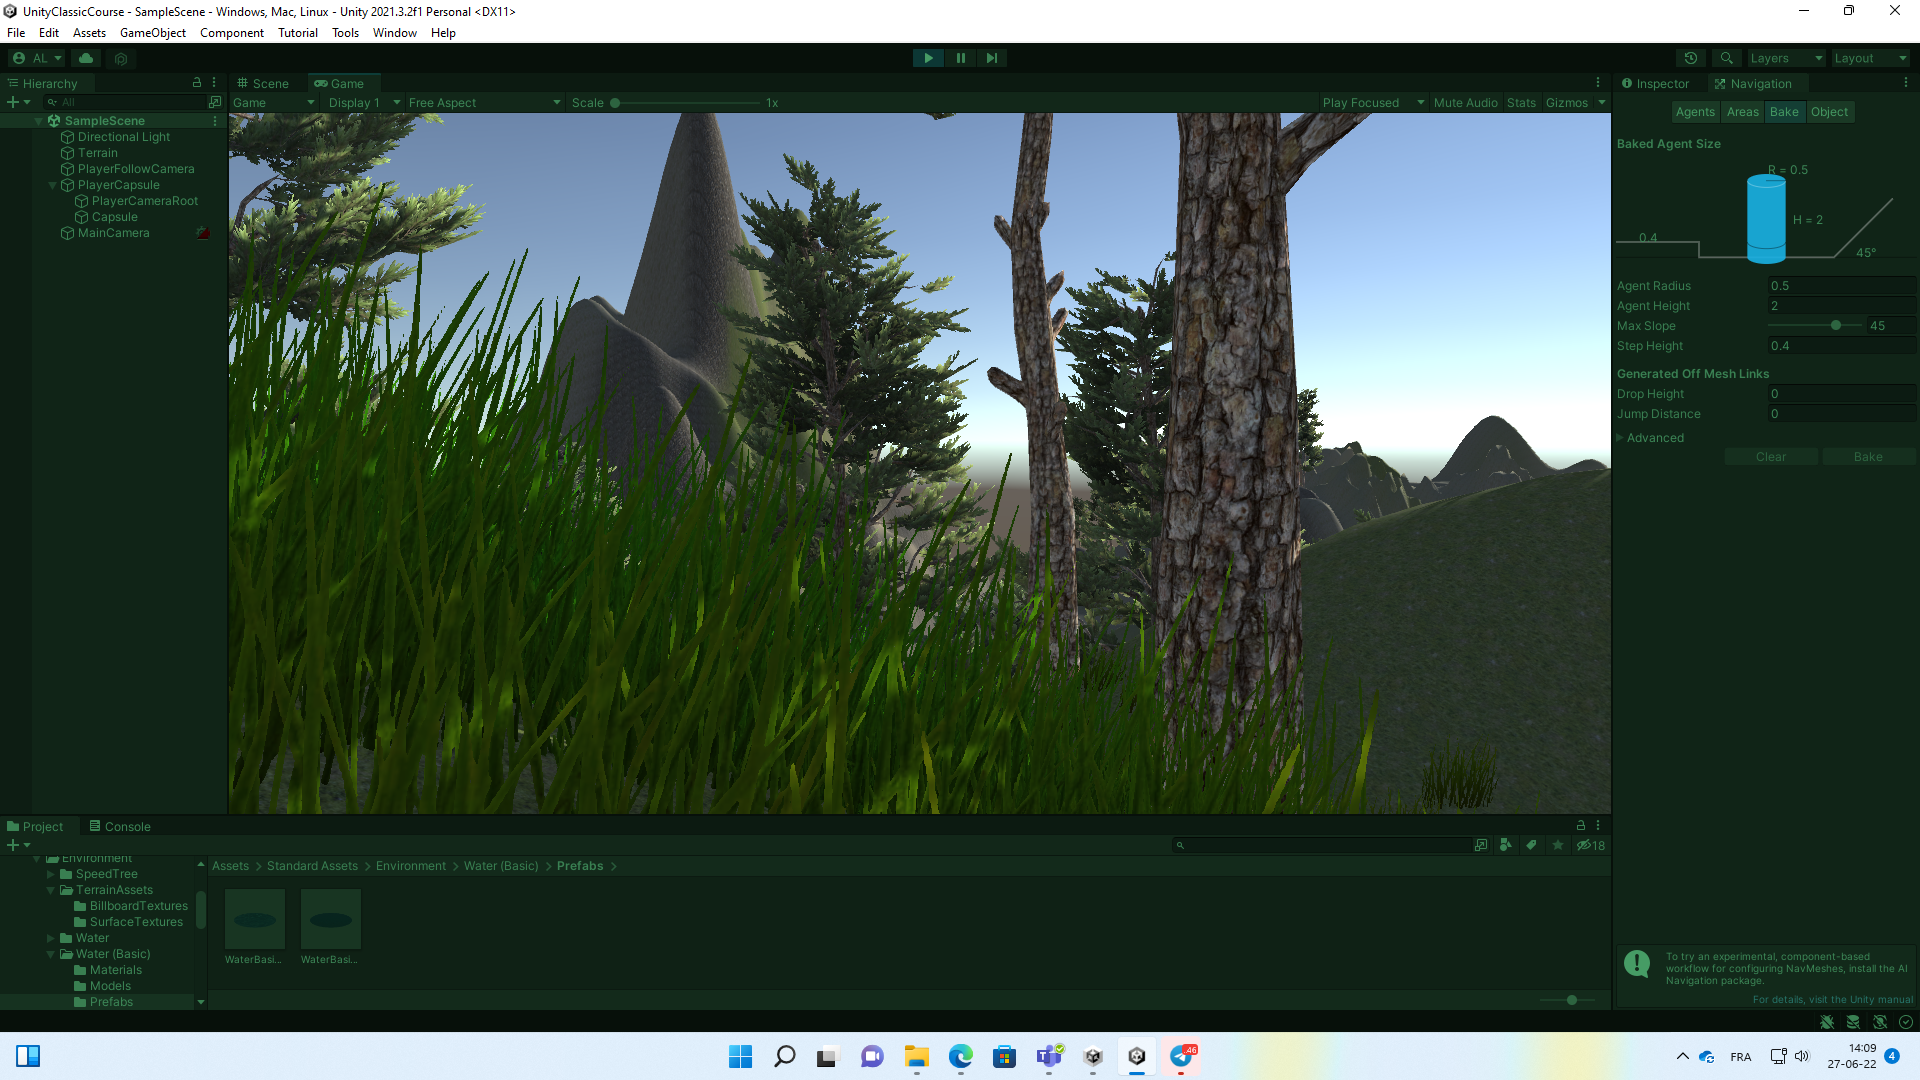 UnityClassicCourse - SampleScene - Windows, Mac, Linux - Unity 2021.3.2f1 Personal <DX11>
File Edit Assets GameObject Component Tutorial Tools Window Help
AL Layers Layout
Hierarchy
All
SampleScene
Directional Light
Terrain
PlayerFollowCamera
PlayerCapsule
PlayerCameraRoot
Capsule
MainCamera
Scene Game
Game Display 1 Free Aspect Scale 1x Play Focused Mute Audio Stats Gizmos
Inspector Navigation
Agents Areas Bake Object
Baked Agent Size
R = 0.5
H = 2
0.4
45°
Agent Radius 0.5
Agent Height 2
Max Slope 45
Step Height 0.4
Generated Off Mesh Links
Drop Height 0
Jump Distance 0
Advanced
Clear Bake
To try an experimental, component-based
workflow for configuring NavMeshes, install the AI
Navigation package.
For details, visit the Unity manual
Project Console
18
Environment
SpeedTree
TerrainAssets
BillboardTextures
SurfaceTextures
Water
Water (Basic)
Materials
Models
Prefabs
Assets > Standard Assets > Environment > Water (Basic) > Prefabs >
WaterBasi... WaterBasi...
46
FRA
14:09
27-06-22
4